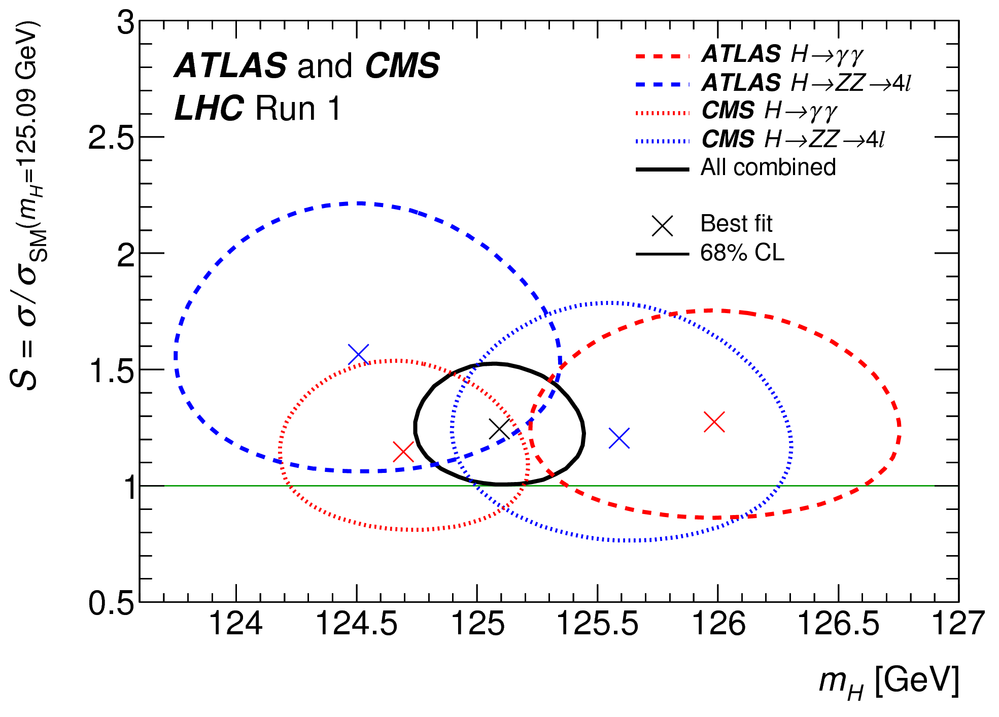 S = σ / σSM(mH=125.09 GeV)
3
2.5
2
1.5
1
0.5
ATLAS and CMS
LHC Run 1
ATLAS H→γγ
ATLAS H→ZZ→4l
CMS H→γγ
CMS H→ZZ→4l
All combined
Best fit
68% CL
124 124.5 125 125.5 126 126.5 127
mH [GeV]